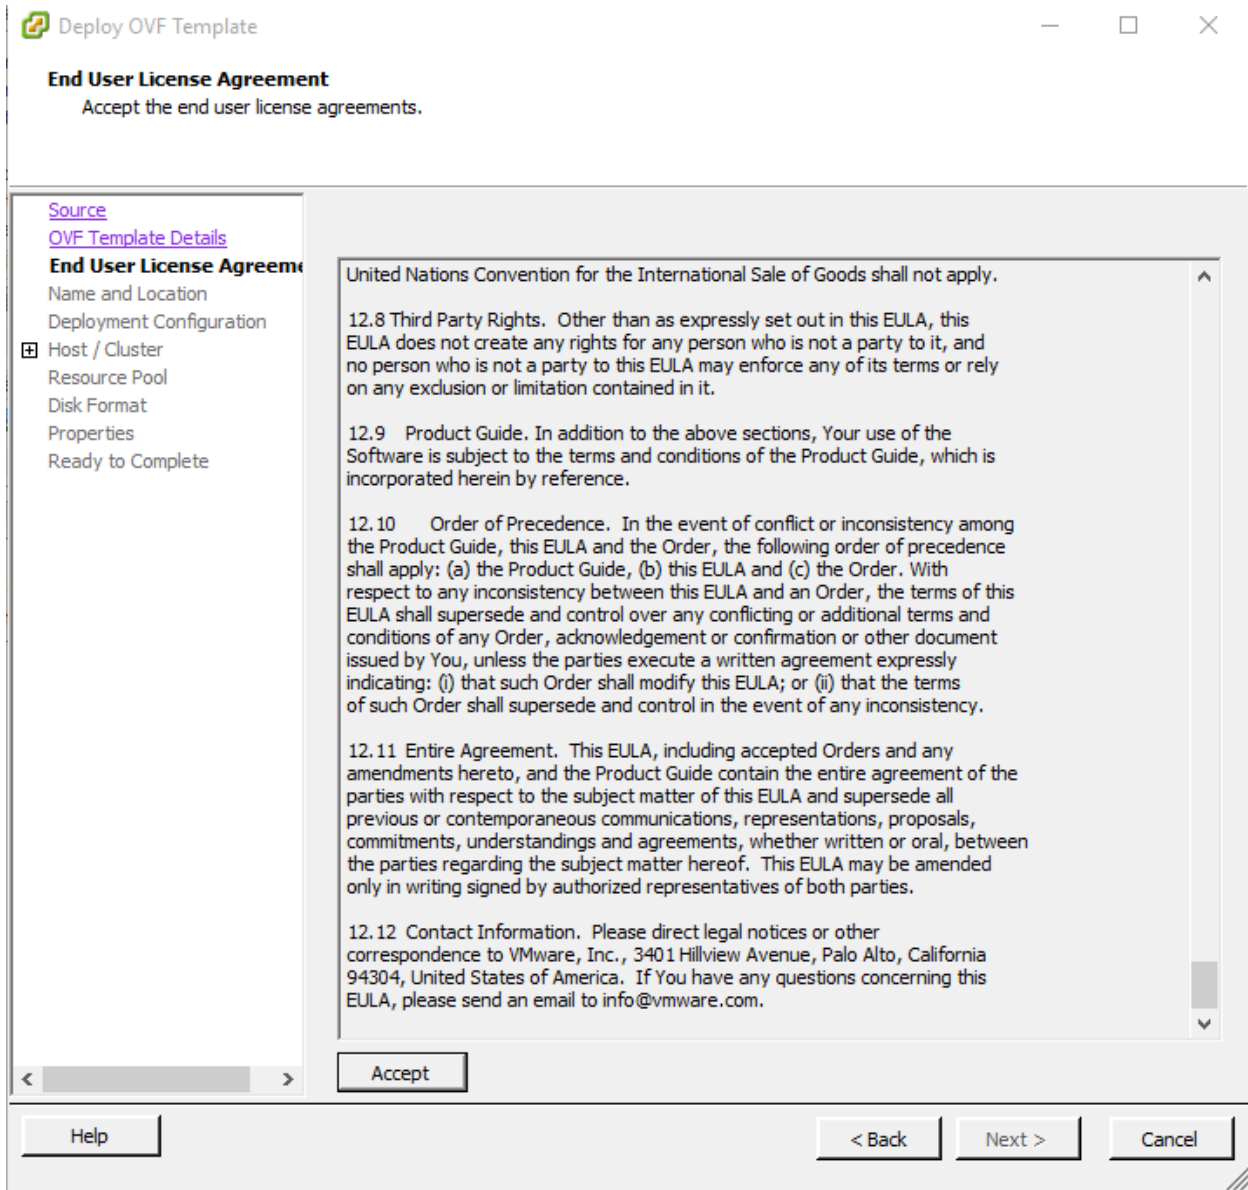 Deploy OVF Template
End User License Agreement
Accept the end user license agreements.
Source
OVF Template Details
End User License Agreeme
Name and Location
Deployment Configuration
Host / Cluster
Resource Pool
Disk Format
Properties
Ready to Complete
United Nations Convention for the International Sale of Goods shall not apply.
12.8 Third Party Rights.  Other than as expressly set out in this EULA, this
EULA does not create any rights for any person who is not a party to it, and
no person who is not a party to this EULA may enforce any of its terms or rely
on any exclusion or limitation contained in it.
12.9   Product Guide. In addition to the above sections, Your use of the
Software is subject to the terms and conditions of the Product Guide, which is
incorporated herein by reference.
12.10     Order of Precedence.  In the event of conflict or inconsistency among
the Product Guide, this EULA and the Order, the following order of precedence
shall apply: (a) the Product Guide, (b) this EULA and (c) the Order. With
respect to any inconsistency between this EULA and an Order, the terms of this
EULA shall supersede and control over any conflicting or additional terms and
conditions of any Order, acknowledgement or confirmation or other document
issued by You, unless the parties execute a written agreement expressly
indicating: (i) that such Order shall modify this EULA; or (ii) that the terms
of such Order shall supersede and control in the event of any inconsistency.
12.11 Entire Agreement.  This EULA, including accepted Orders and any
amendments hereto, and the Product Guide contain the entire agreement of the
parties with respect to the subject matter of this EULA and supersede all
previous or contemporaneous communications, representations, proposals,
commitments, understandings and agreements, whether written or oral, between
the parties regarding the subject matter hereof.  This EULA may be amended
only in writing signed by authorized representatives of both parties.
12.12 Contact Information.  Please direct legal notices or other
correspondence to VMware, Inc., 3401 Hillview Avenue, Palo Alto, California
94304, United States of America.  If You have any questions concerning this
EULA, please send an email to info@vmware.com.
Accept
Help
< Back
Next >
Cancel